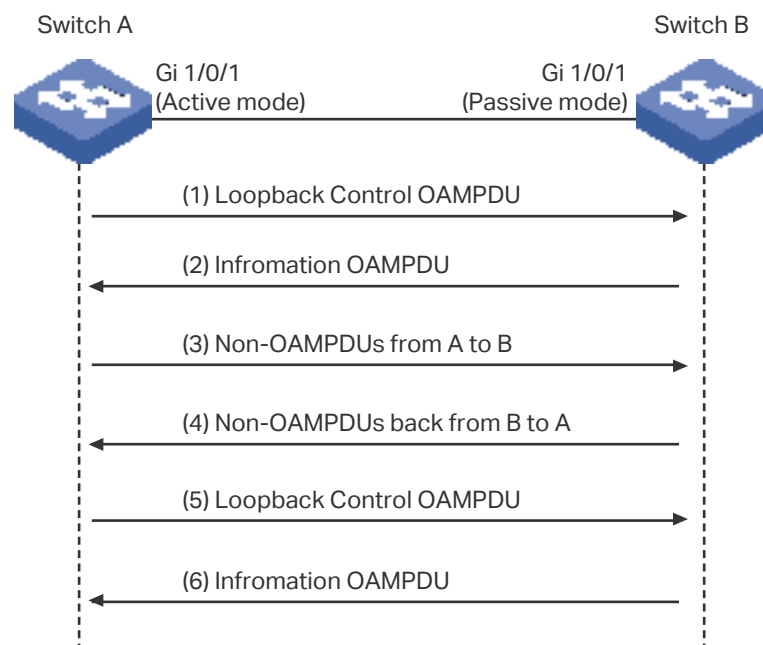 Switch A
Switch B
Gi 1/0/1
(Active mode)
Gi 1/0/1
(Passive mode)
(1) Loopback Control OAMPDU
(2) Infromation OAMPDU
(3) Non-OAMPDUs from A to B
(4) Non-OAMPDUs back from B to A
(5) Loopback Control OAMPDU
(6) Infromation OAMPDU